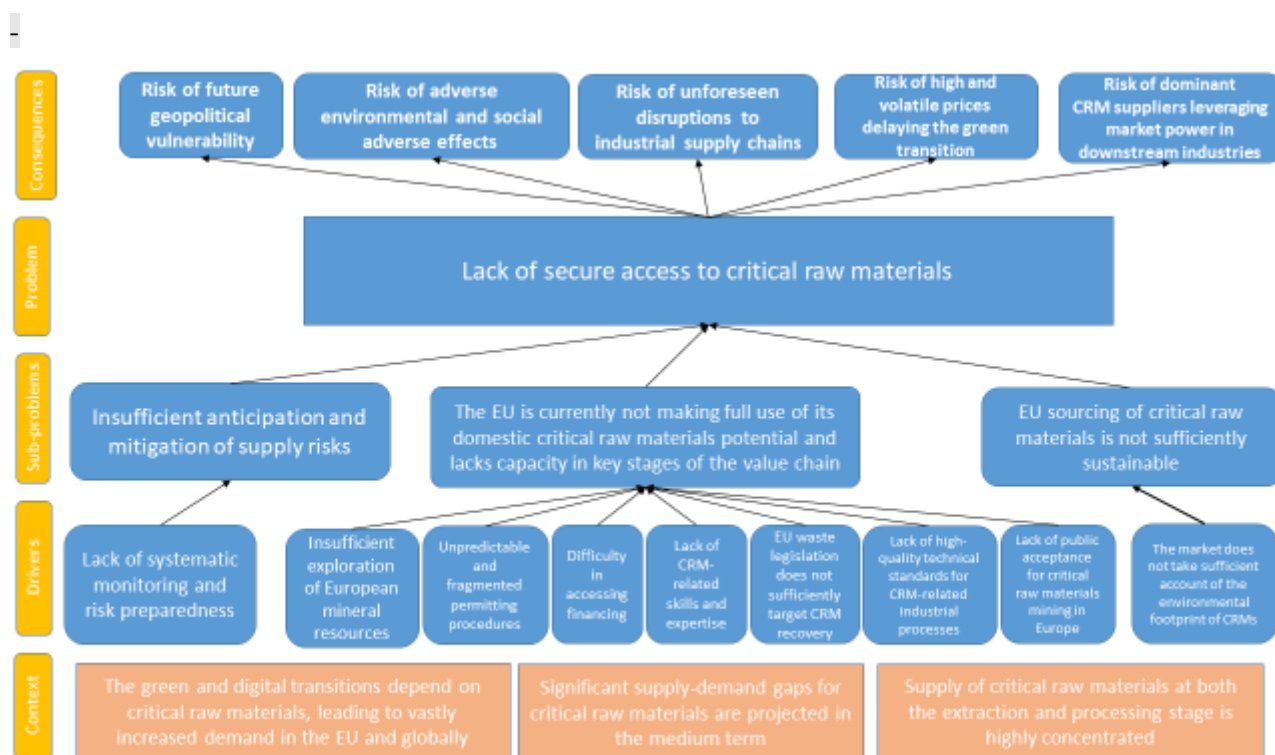 -
Consequences
Risk of future
geopolitical
vulnerability
Risk of adverse
environmental and social
adverse effects
Risk of unforeseen
disruptions to
industrial supply chains
Risk of high and
volatile prices
delaying the green
transition
Risk of dominant
CRM suppliers leveraging
market power in
downstream industries
Problem
Lack of secure access to critical raw materials
Sub-problems
Insufficient anticipation and
mitigation of supply risks
The EU is currently not making full use of its
domestic critical raw materials potential and
lacks capacity in key stages of the value chain
EU sourcing of critical raw
materials is not sufficiently
sustainable
Drivers
Lack of systematic
monitoring and
risk preparedness
Insufficient
exploration
of European
mineral
resources
Unpredictable
and
fragmented
permitting
procedures
Difficulty
in
accessing
financing
Lack of
CRM-
related
skills and
expertise
EU waste
legislation
does not
sufficiently
target CRM
recovery
Lack of high-
quality technical
standards for
CRM-related
industrial
processes
Lack of public
acceptance
for critical
raw materials
mining in
Europe
The market does
not take sufficient
account of the
environmental
footprint of CRMs
Context
The green and digital transitions depend on
critical raw materials, leading to vastly
increased demand in the EU and globally
Significant supply-demand gaps for
critical raw materials are projected in
the medium term
Supply of critical raw materials at both
the extraction and processing stage is
highly concentrated